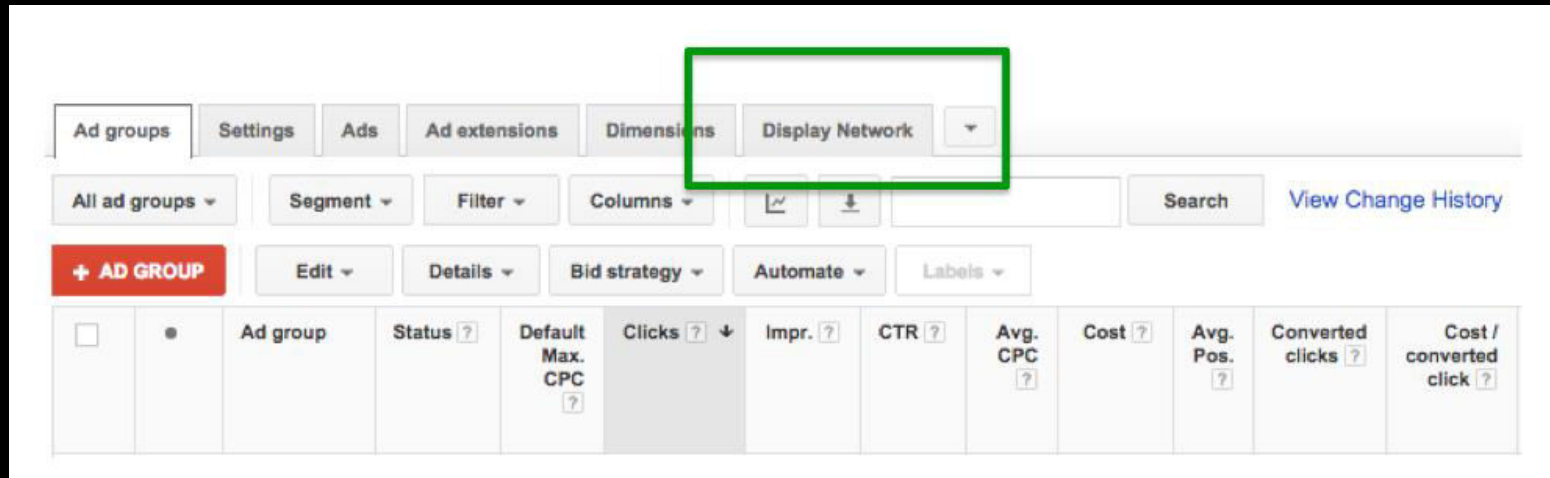 Ad groups Settings Ads Ad extensions Dimensions Display Network
All ad groups Segment Filter Columns Search View Change History
+ AD GROUP Edit Details Bid strategy Automate Labels
Ad group Status ? Default Max. CPC ? Clicks ? Impr. ? CTR ? Avg. CPC ? Cost ? Avg. Pos. ? Converted clicks ? Cost / converted click ?